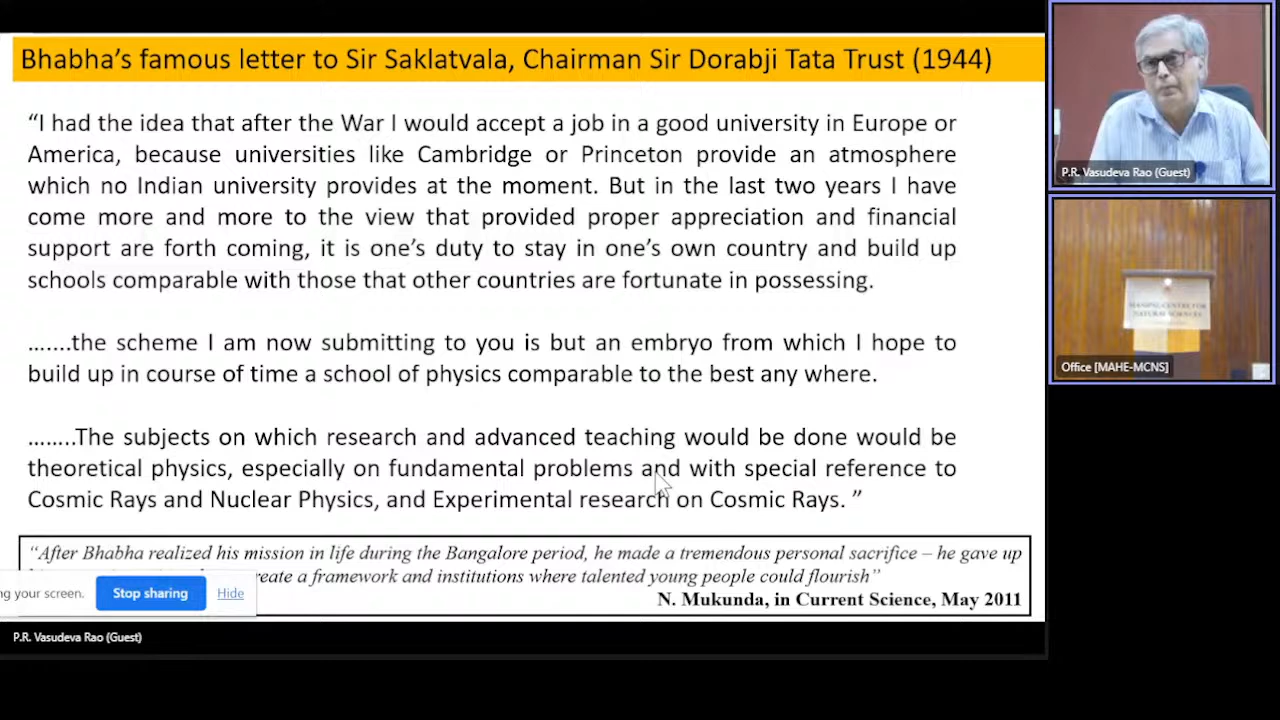 Bhabha's famous letter to Sir Saklatvala, Chairman Sir Dorabji Tata Trust (1944)
“I had the idea that after the War I would accept a job in a good university in Europe or
America, because universities like Cambridge or Princeton provide an atmosphere
which no Indian university provides at the moment. But in the last two years I have
come more and more to the view that provided proper appreciation and financial
support are forth coming, it is one's duty to stay in one's own country and build up
schools comparable with those that other countries are fortunate in possessing.
…....the scheme I am now submitting to you is but an embryo from which I hope to
build up in course of time a school of physics comparable to the best any where.
……..The subjects on which research and advanced teaching would be done would be
theoretical physics, especially on fundamental problems and with special reference to
Cosmic Rays and Nuclear Physics, and Experimental research on Cosmic Rays. ”
“After Bhabha realized his mission in life during the Bangalore period, he made a tremendous personal sacrifice – he gave up
create a framework and institutions where talented young people could flourish”
N. Mukunda, in Current Science, May 2011
ng your screen.
Stop sharing
Hide
P.R. Vasudeva Rao (Guest)
P.R. Vasudeva Rao (Guest)
MANIPAL CENTRE FOR
NATURAL SCIENCES
Office [MAHE-MCNS]